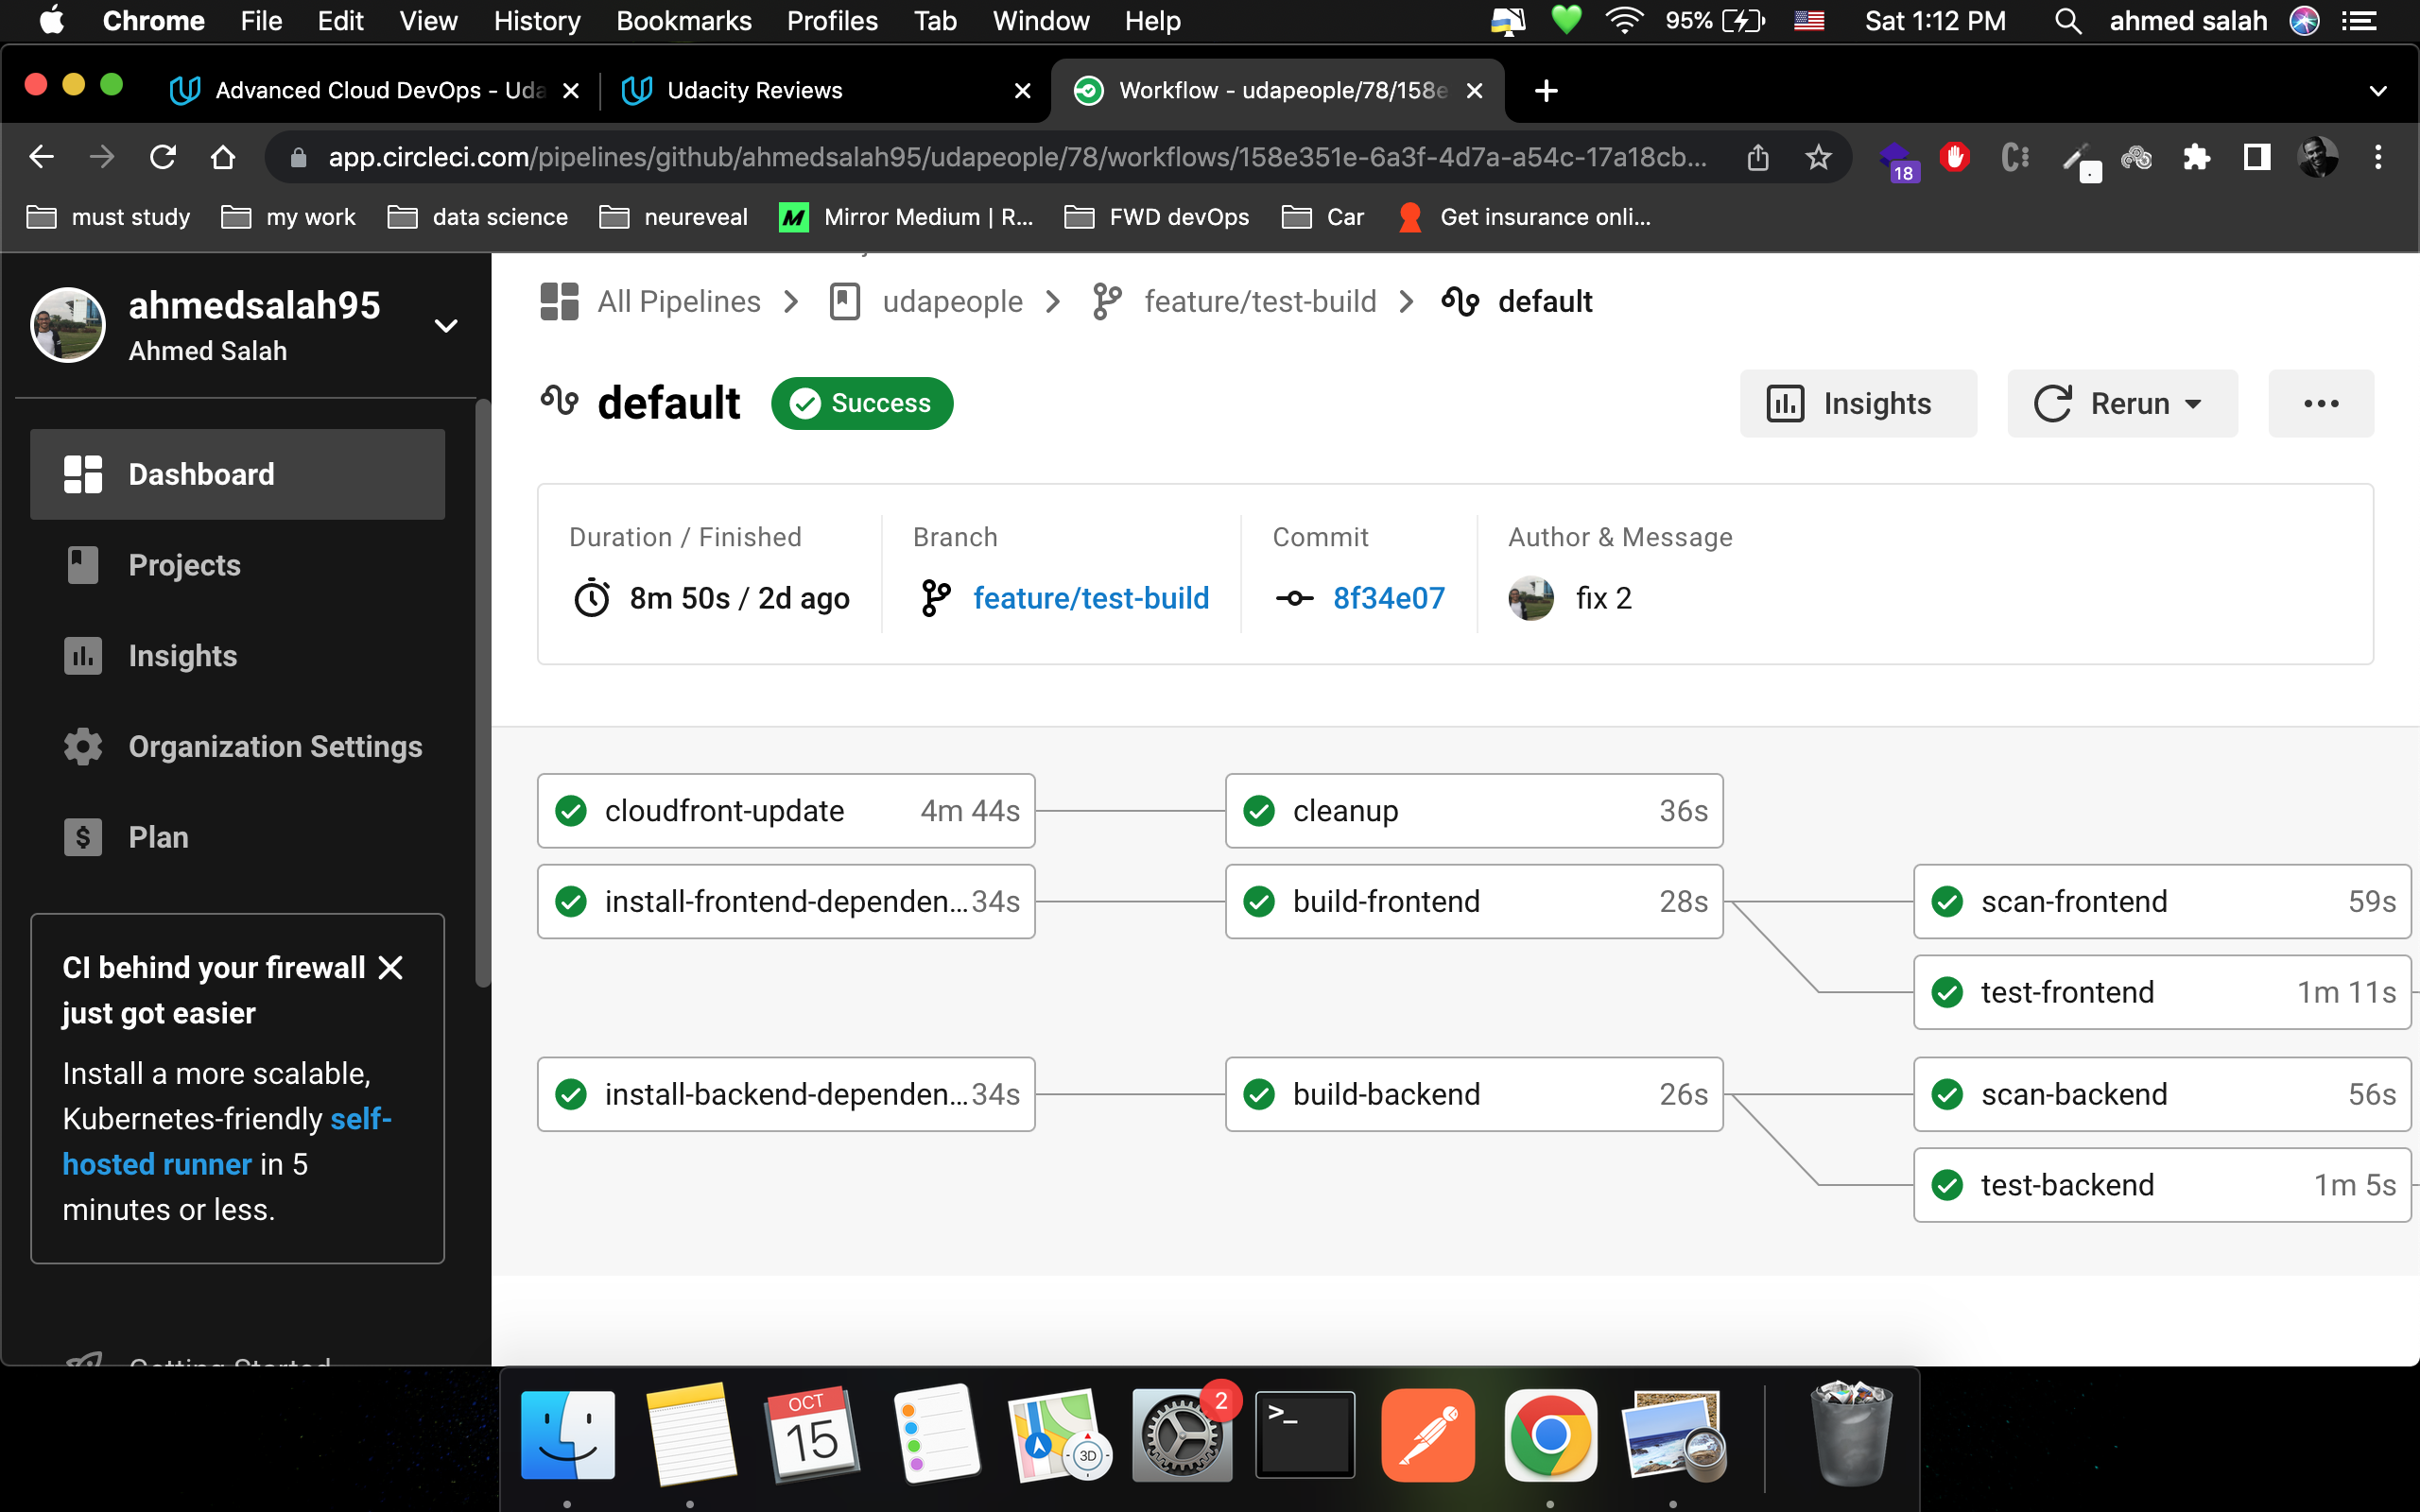 Chrome File Edit View History Bookmarks Profiles Tab Window Help 95% Sat 1:12 PM ahmed salah
Advanced Cloud DevOps - Uda
Udacity Reviews
Workflow - udapeople/78/158e
app.circleci.com/pipelines/github/ahmedsalah95/udapeople/78/workflows/158e351e-6a3f-4d7a-a54c-17a18cb...
18
must study my work data science neureveal Mirror Medium | R... FWD devOps Car Get insurance onli...
ahmedsalah95
Ahmed Salah
Dashboard
Projects
Insights
Organization Settings
Plan
CI behind your firewall
just got easier
Install a more scalable,
Kubernetes-friendly self-
hosted runner in 5
minutes or less.
Getting Started
All Pipelines udapeople feature/test-build default
default Success
Insights Rerun
Duration / Finished
8m 50s / 2d ago
Branch
feature/test-build
Commit
8f34e07
Author & Message
fix 2
cloudfront-update 4m 44s
cleanup 36s
install-frontend-dependen... 34s
build-frontend 28s
scan-frontend 59s
test-frontend 1m 11s
install-backend-dependen... 34s
build-backend 26s
scan-backend 56s
test-backend 1m 5s
OCT
15
3D
2
>_